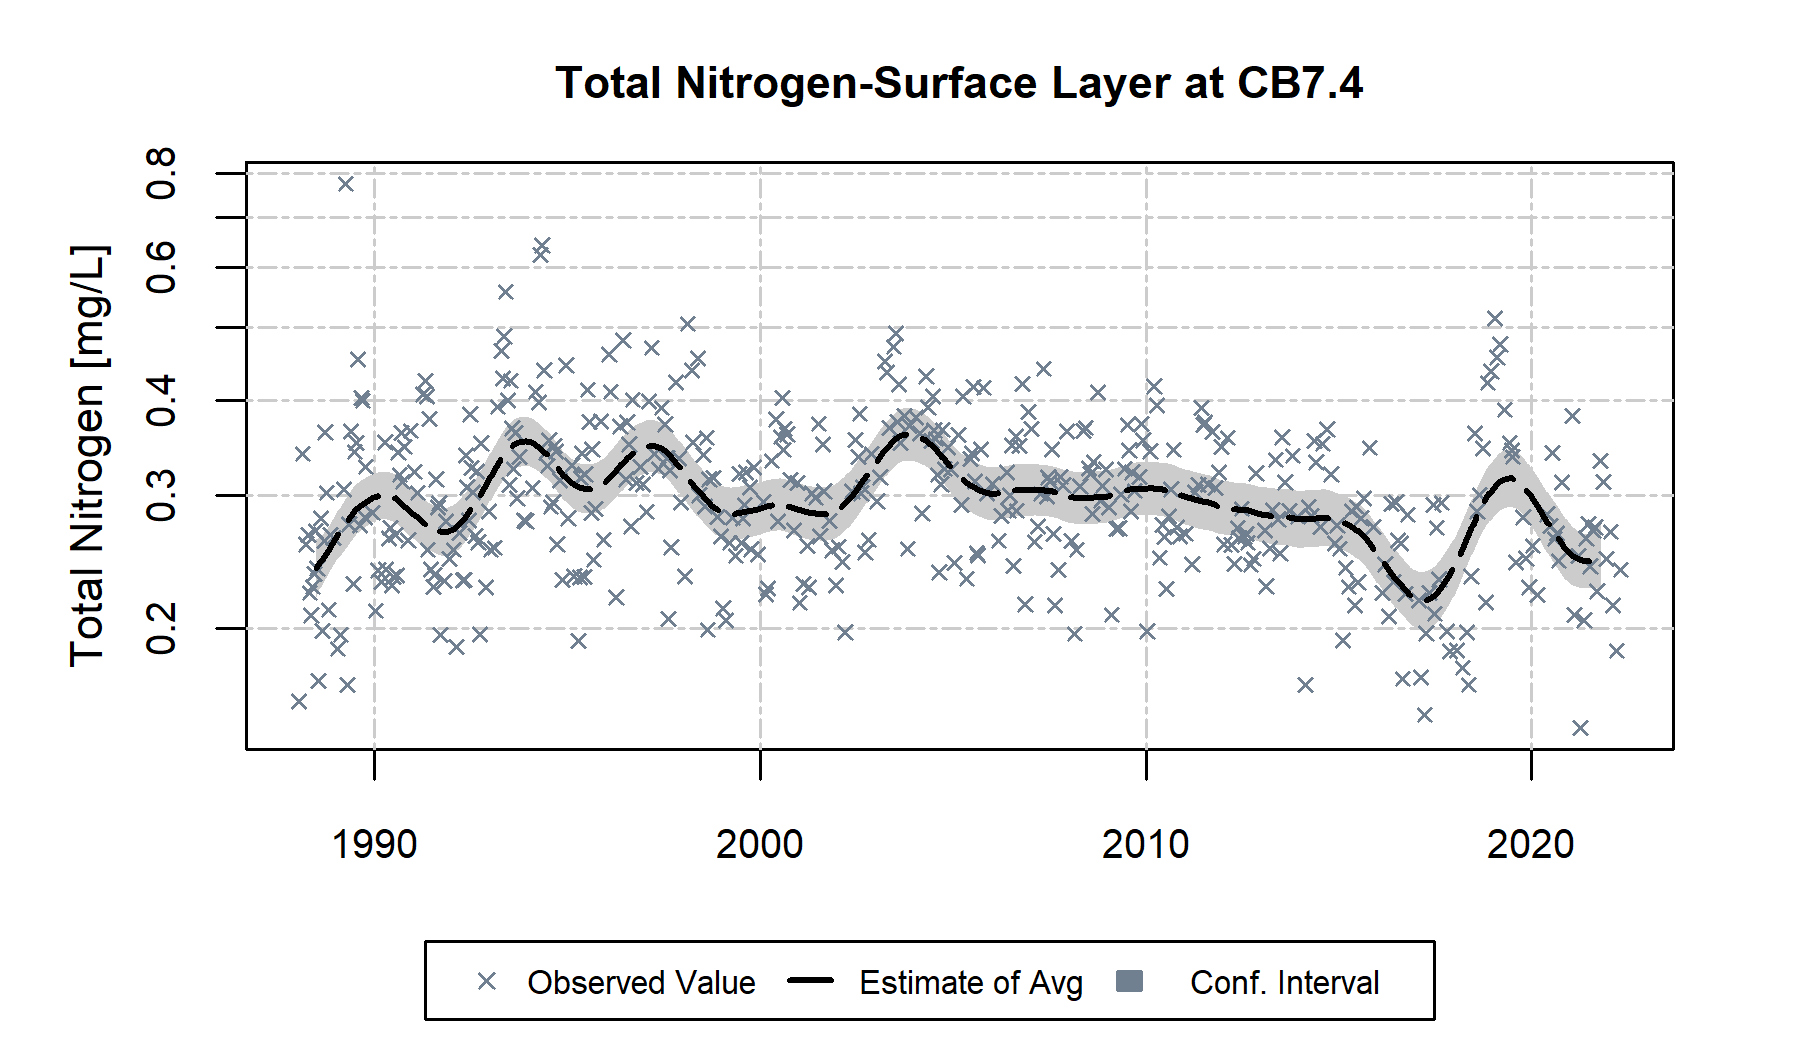 Total Nitrogen-Surface Layer at CB7.4
Total Nitrogen [mg/L]
0.8
0.6
0.4
0.3
0.2
1990 2000 2010 2020
Observed Value Estimate of Avg Conf. Interval